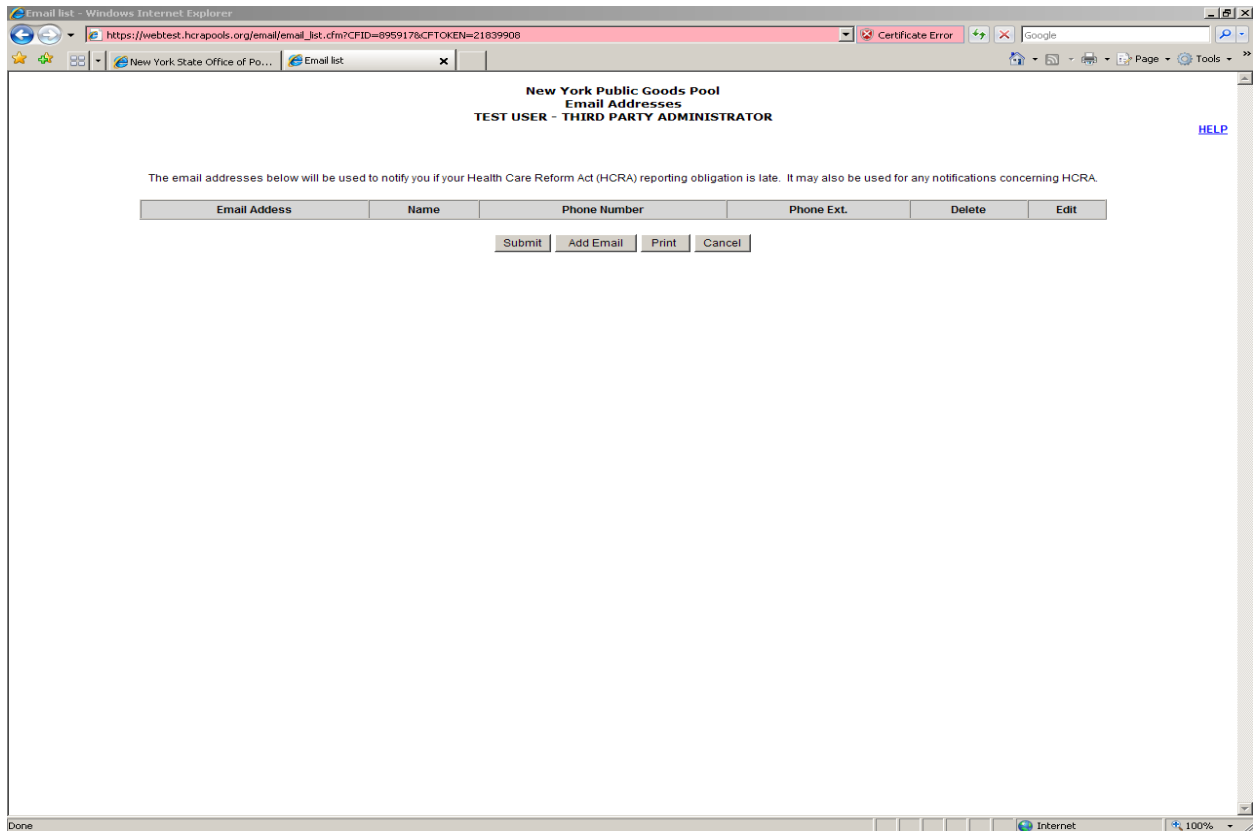 Email list - Windows Internet Explorer
https://webtest.hcrapools.org/email/email_list.cfm?CFID=895917&CFTOKEN=21839908 Certificate Error Google
New York State Office of Po... Email list Page Tools »
New York Public Goods Pool
Email Addresses
TEST USER - THIRD PARTY ADMINISTRATOR
HELP
The email addresses below will be used to notify you if your Health Care Reform Act (HCRA) reporting obligation is late. It may also be used for any notifications concerning HCRA.
Email Addess Name Phone Number Phone Ext. Delete Edit
Submit Add Email Print Cancel
Done Internet 100%